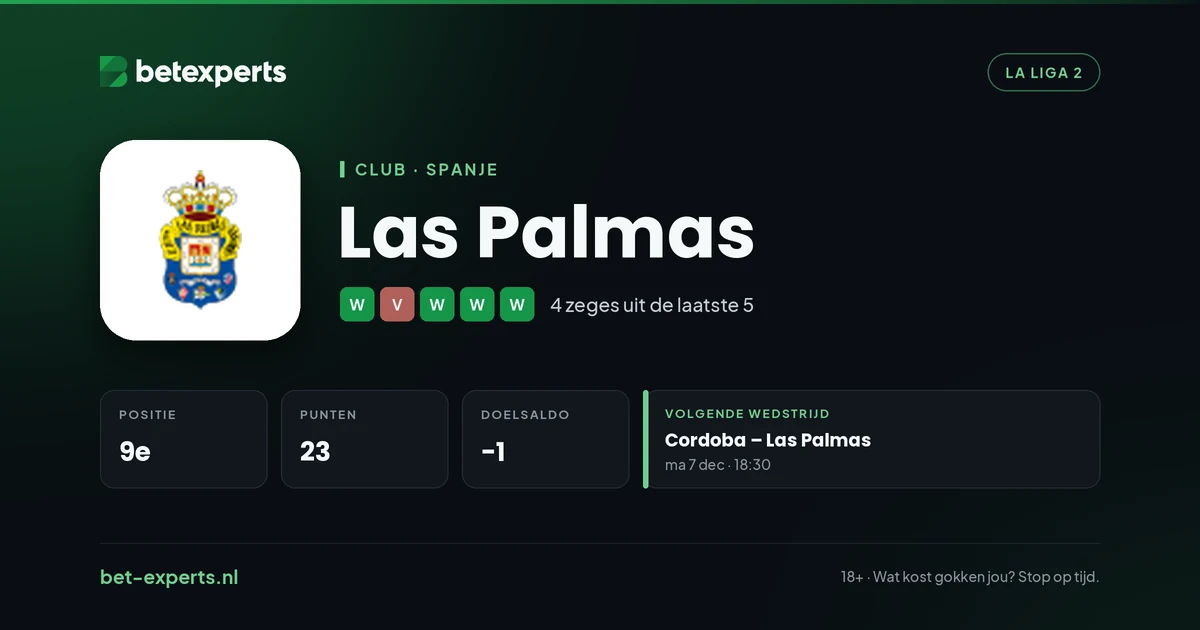 betexperts
LA LIGA 2
CLUB · SPANJE
Las Palmas
W V W W W 4 zeges uit de laatste 5
POSITIE
9e
PUNTEN
23
DOELSALDO
−1
VOLGENDE WEDSTRIJD
Cordoba – Las Palmas
ma 7 dec · 18:30
bet-experts.nl
18+ · Wat kost gokken jou? Stop op tijd.